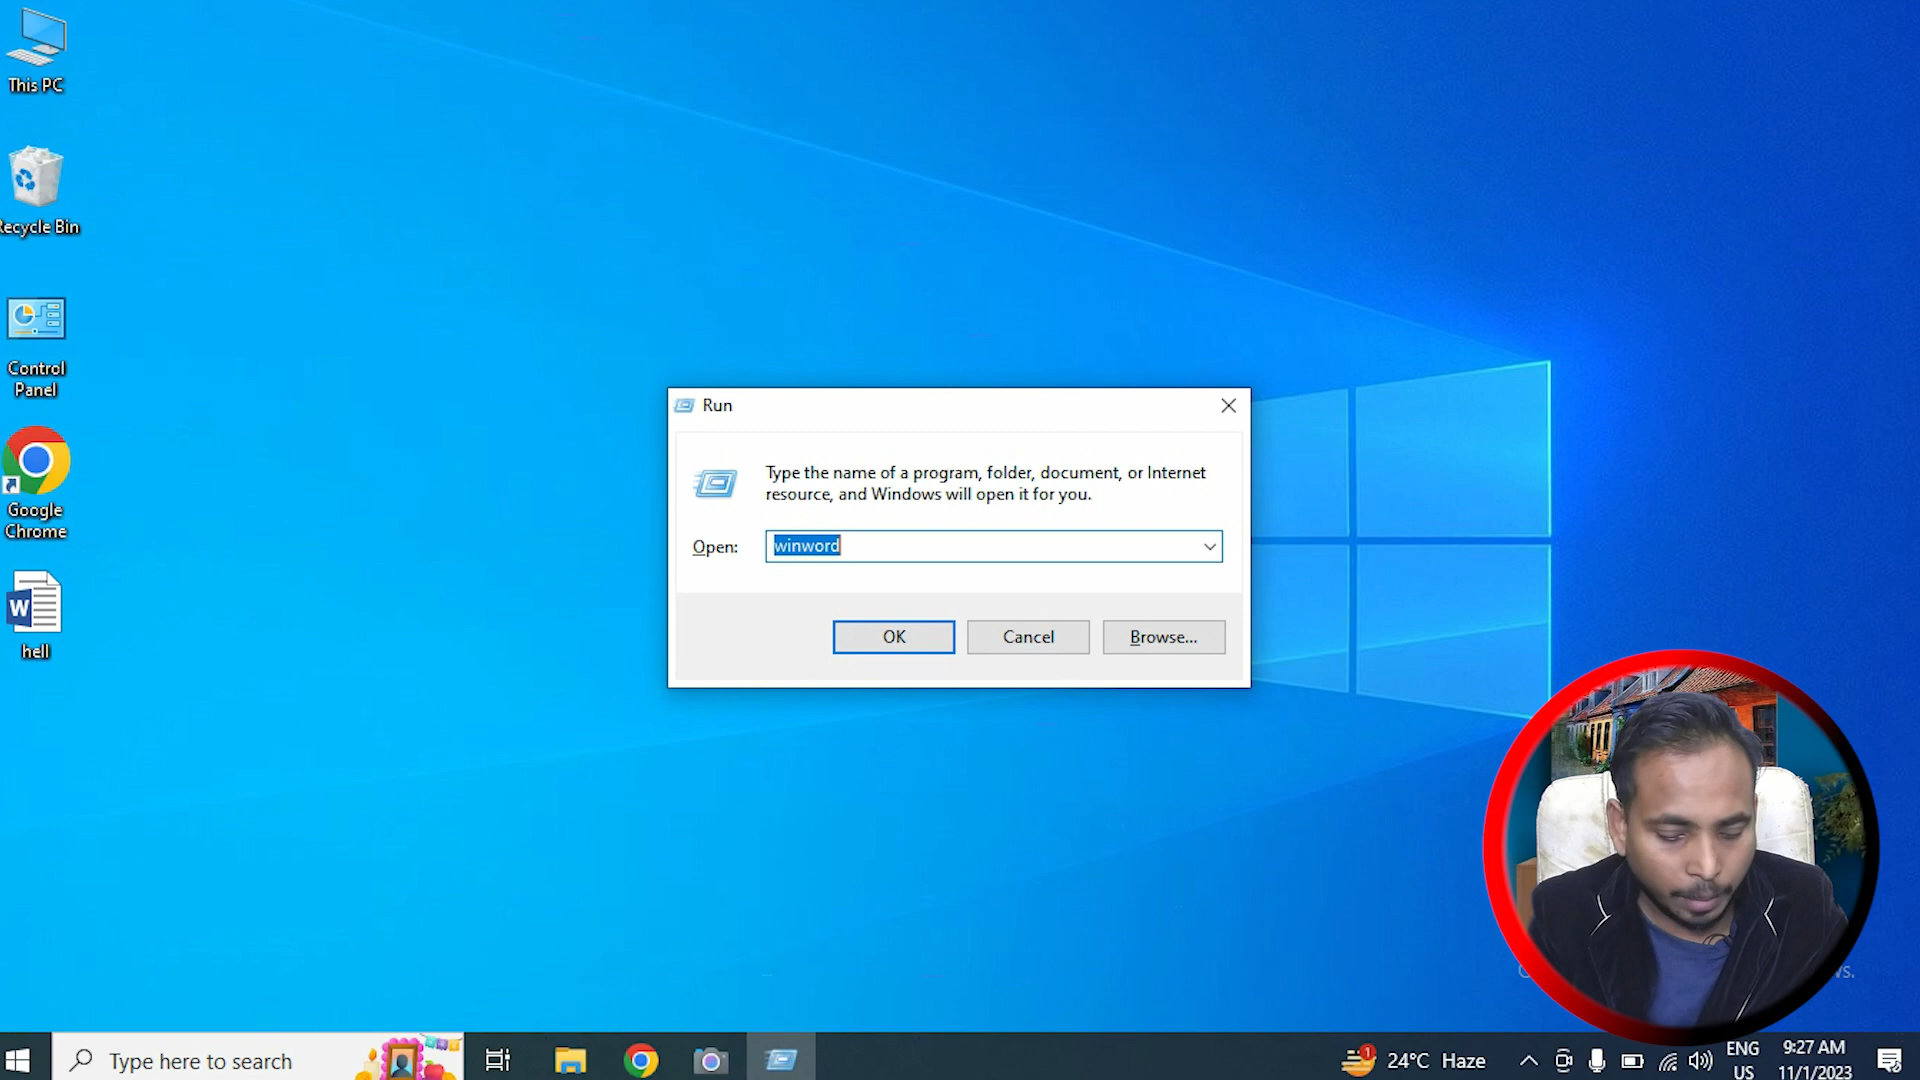 This PC
Recycle Bin
Control
Panel
Google
Chrome
hell
Run
Type the name of a program, folder, document, or Internet
resource, and Windows will open it for you.
Open:
winword
OK
Cancel
Browse...
Type here to search
24°C Haze
ENG
US
9:27 AM
11/1/2023
1
W